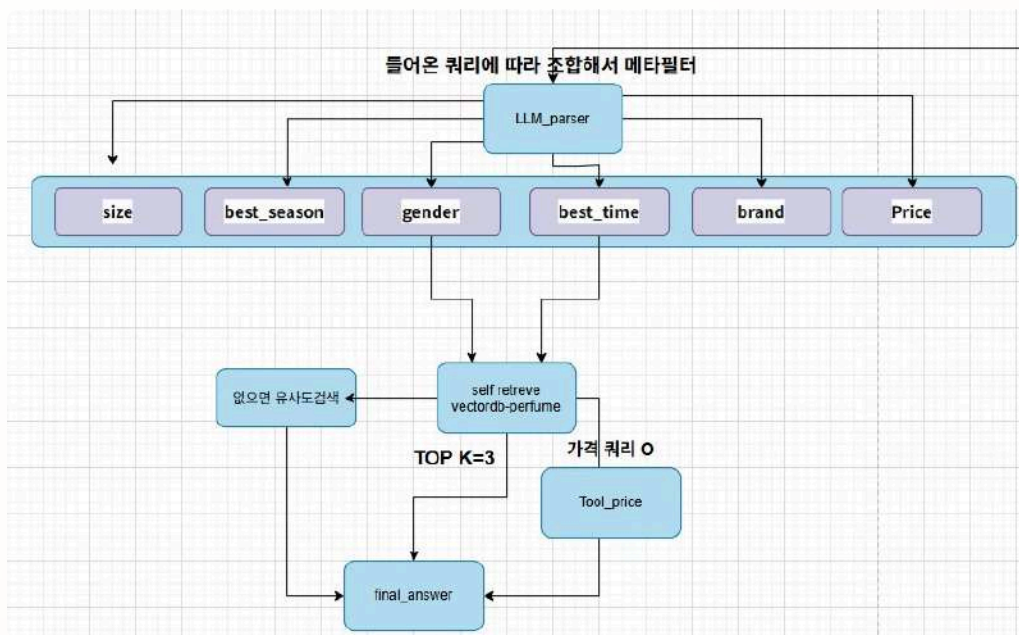 들어온 쿼리에 따라 조합해서 메타필터
LLM_parser
size
best_season
gender
best_time
brand
Price
self retreve
vectordb-perfume
없으면 유사도검색
TOP K=3
가격 쿼리 O
Tool_price
final_answer